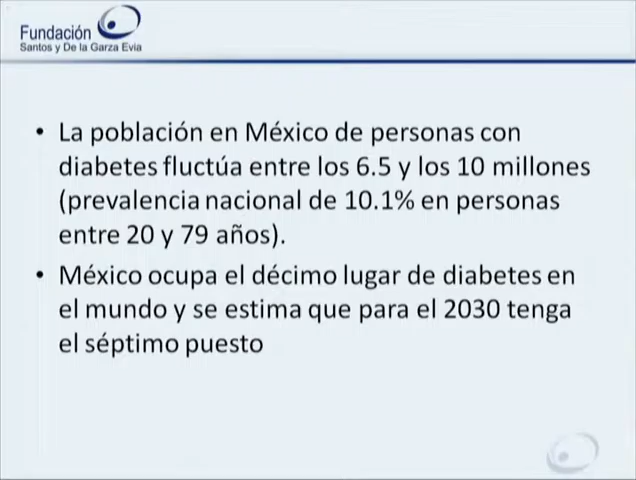 Fundación
Santos y De la Garza Evia
• La población en México de personas con
diabetes fluctúa entre los 6.5 y los 10 millones
(prevalencia nacional de 10.1% en personas
entre 20 y 79 años).
• México ocupa el décimo lugar de diabetes en
el mundo y se estima que para el 2030 tenga
el séptimo puesto